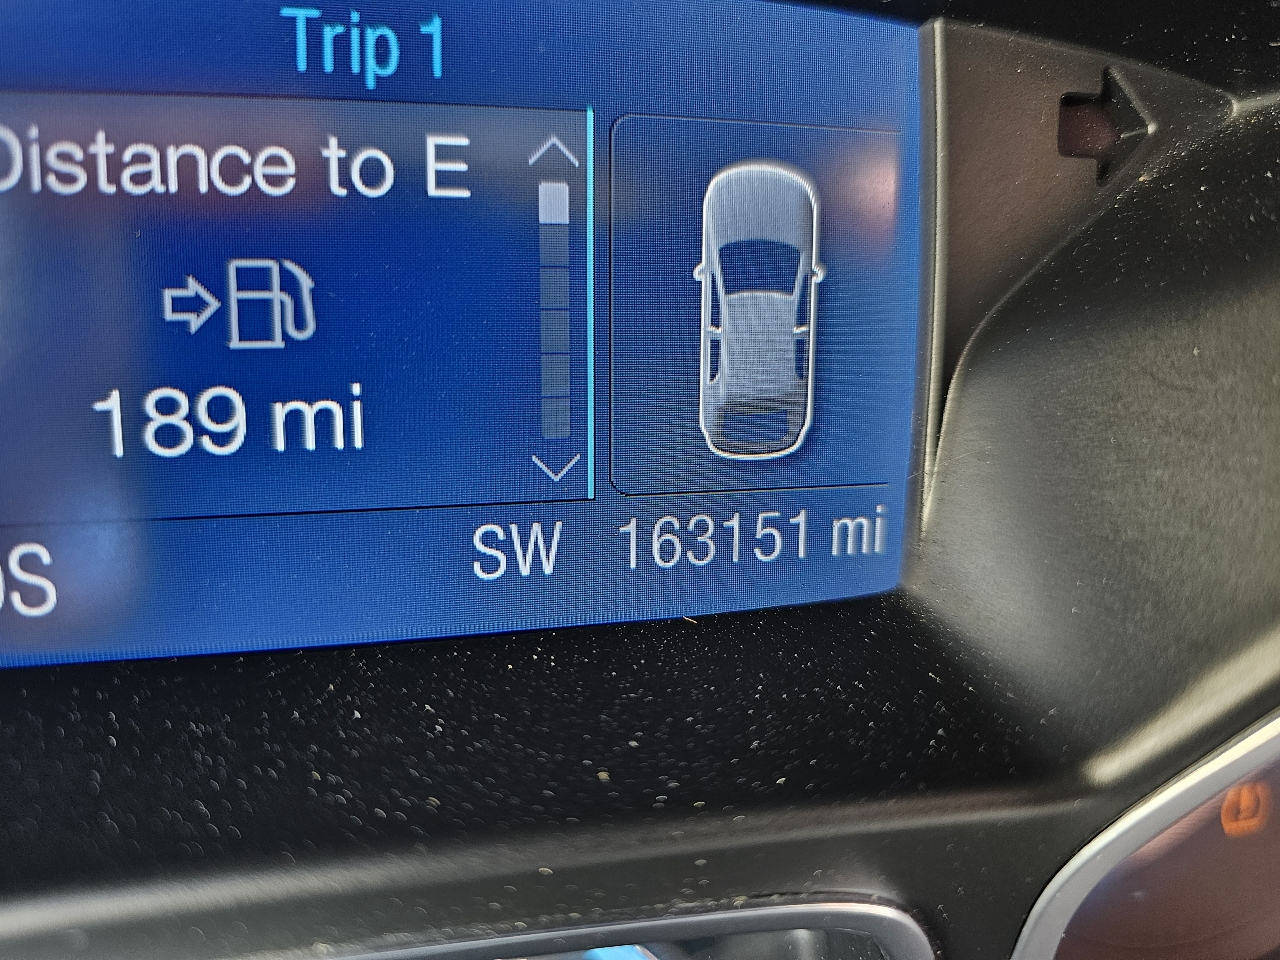 Trip 1
Distance to E
189 mi
SW 163151 mi